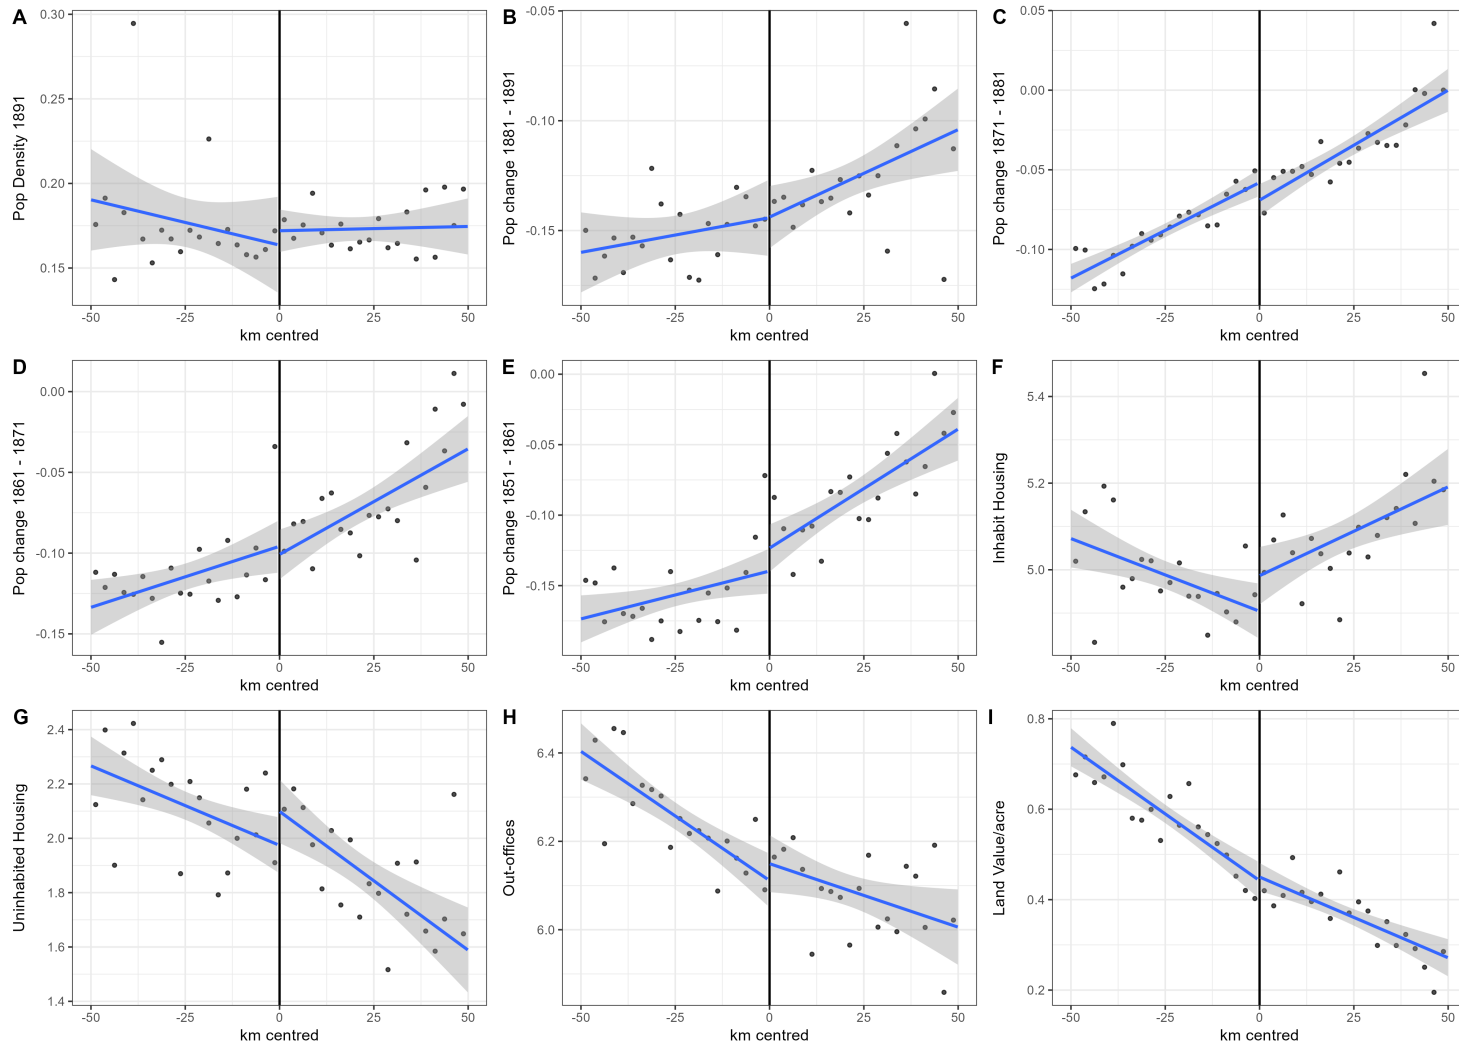 A
Pop Density 1891
0.30
0.25
0.20
0.15
-50 -25 0 25 50
km centred
B
Pop change 1881 - 1891
-0.05
-0.10
-0.15
-50 -25 0 25 50
km centred
C
Pop change 1871 - 1881
0.05
0.00
-0.05
-0.10
-50 -25 0 25 50
km centred
D
Pop change 1861 - 1871
0.00
-0.05
-0.10
-0.15
-50 -25 0 25 50
km centred
E
Pop change 1851 - 1861
0.00
-0.05
-0.10
-0.15
-50 -25 0 25 50
km centred
F
Inhabit Housing
5.4
5.2
5.0
-50 -25 0 25 50
km centred
G
Uninhabited Housing
2.4
2.2
2.0
1.8
1.6
1.4
-50 -25 0 25 50
km centred
H
Out-offices
6.4
6.2
6.0
-50 -25 0 25 50
km centred
I
Land Value/acre
0.8
0.6
0.4
0.2
-50 -25 0 25 50
km centred